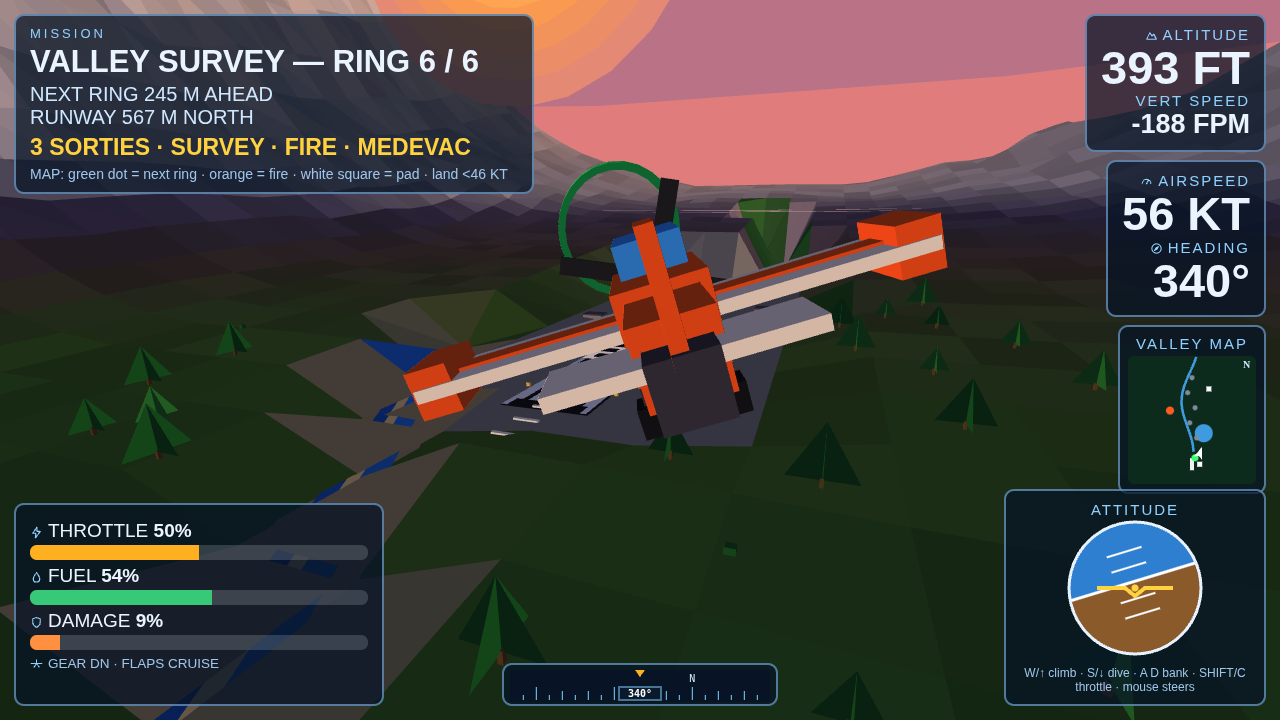 MISSION
VALLEY SURVEY — RING 6 / 6
NEXT RING 245 M AHEAD
RUNWAY 567 M NORTH
3 SORTIES · SURVEY · FIRE · MEDEVAC
MAP: green dot = next ring · orange = fire · white square = pad · land <46 KT
ALTITUDE
393 FT
VERT SPEED
-188 FPM
AIRSPEED
56 KT
HEADING
340°
VALLEY MAP
N
THROTTLE 50%
FUEL 54%
DAMAGE 9%
GEAR DN · FLAPS CRUISE
N
340°
ATTITUDE
W/↑ climb · S/↓ dive · A D bank · SHIFT/C
throttle · mouse steers